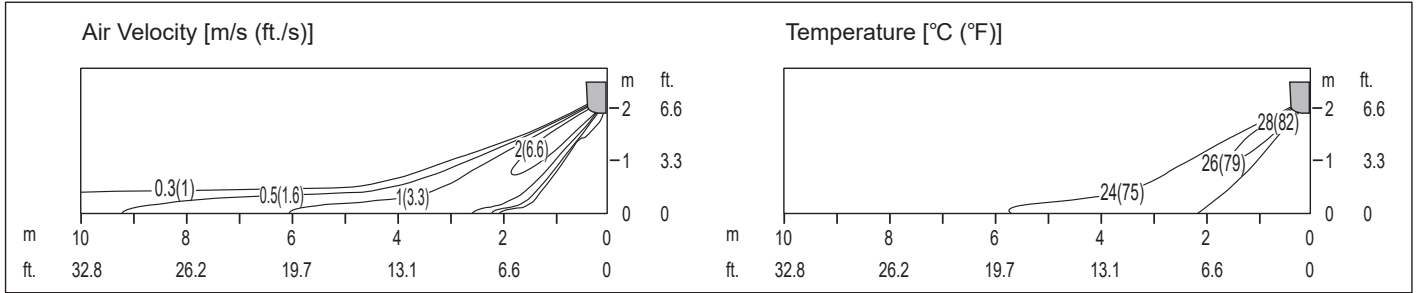 Air Velocity [m/s (ft./s)]
m ft.
2 6.6
2(6.6)
1 3.3
0.3(1) 0.5(1.6) 1(3.3)
0 0
m 10 8 6 4 2 0
ft. 32.8 26.2 19.7 13.1 6.6 0
Temperature [°C (°F)]
m ft.
2 6.6
28(82)
26(79) 1 3.3
24(75)
0 0
m 10 8 6 4 2 0
ft. 32.8 26.2 19.7 13.1 6.6 0